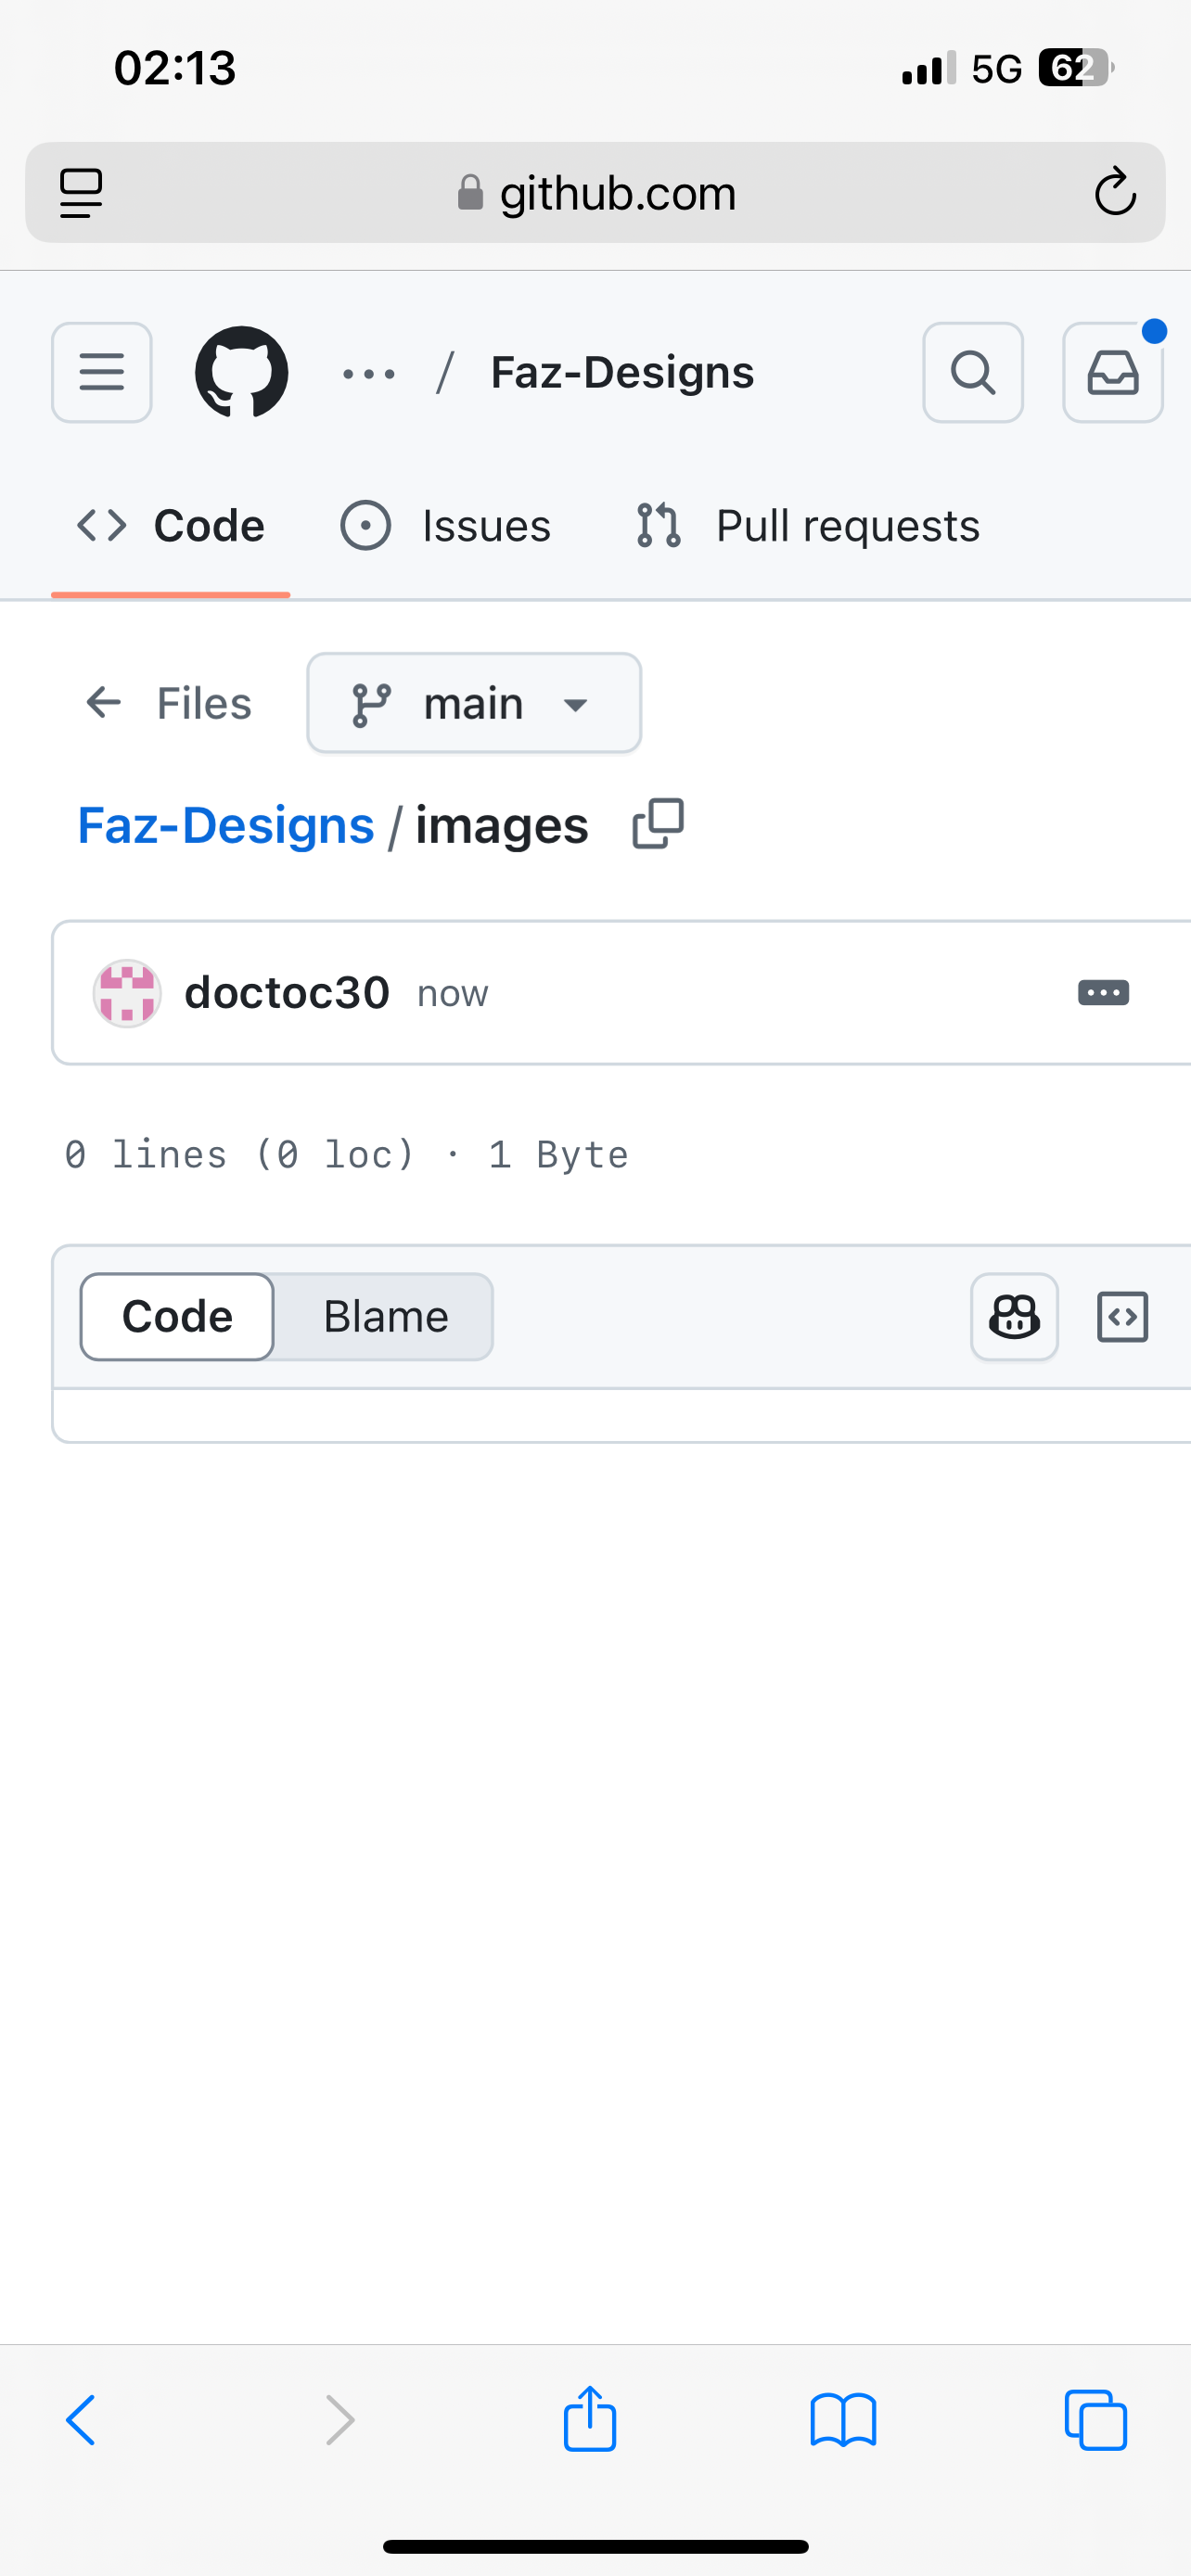 02:13 5G 62
github.com
... / Faz-Designs
Code Issues Pull requests
Files main
Faz-Designs / images
doctoc30 now
0 lines (0 loc) · 1 Byte
Code Blame